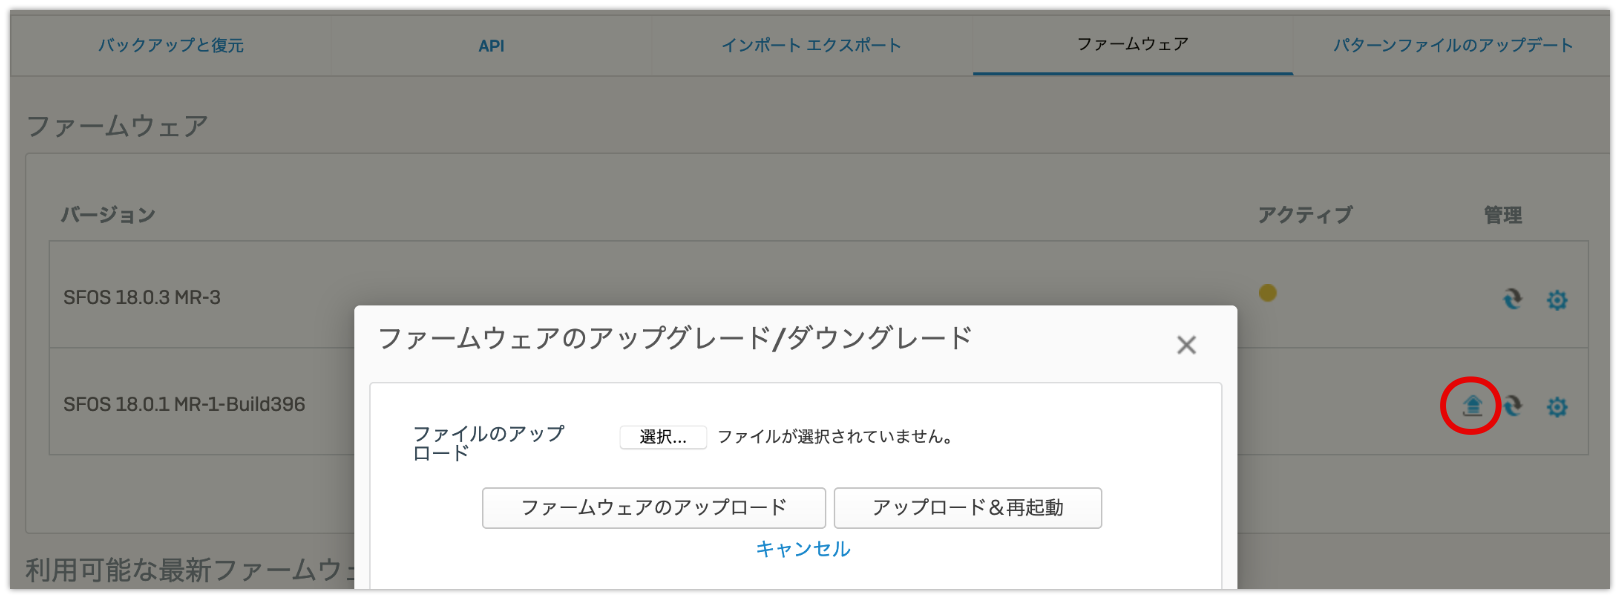 バックアップと復元
API
インポート エクスポート
ファームウェア
パターンファイルのアップデート
ファームウェア
バージョン
アクティブ
管理
SFOS 18.0.3 MR-3
SFOS 18.0.1 MR-1-Build396
ファームウェアのアップグレード/ダウングレード
ファイルのアップ
ロード
選択...
ファイルが選択されていません。
ファームウェアのアップロード
アップロード＆再起動
キャンセル
利用可能な最新ファームウェ